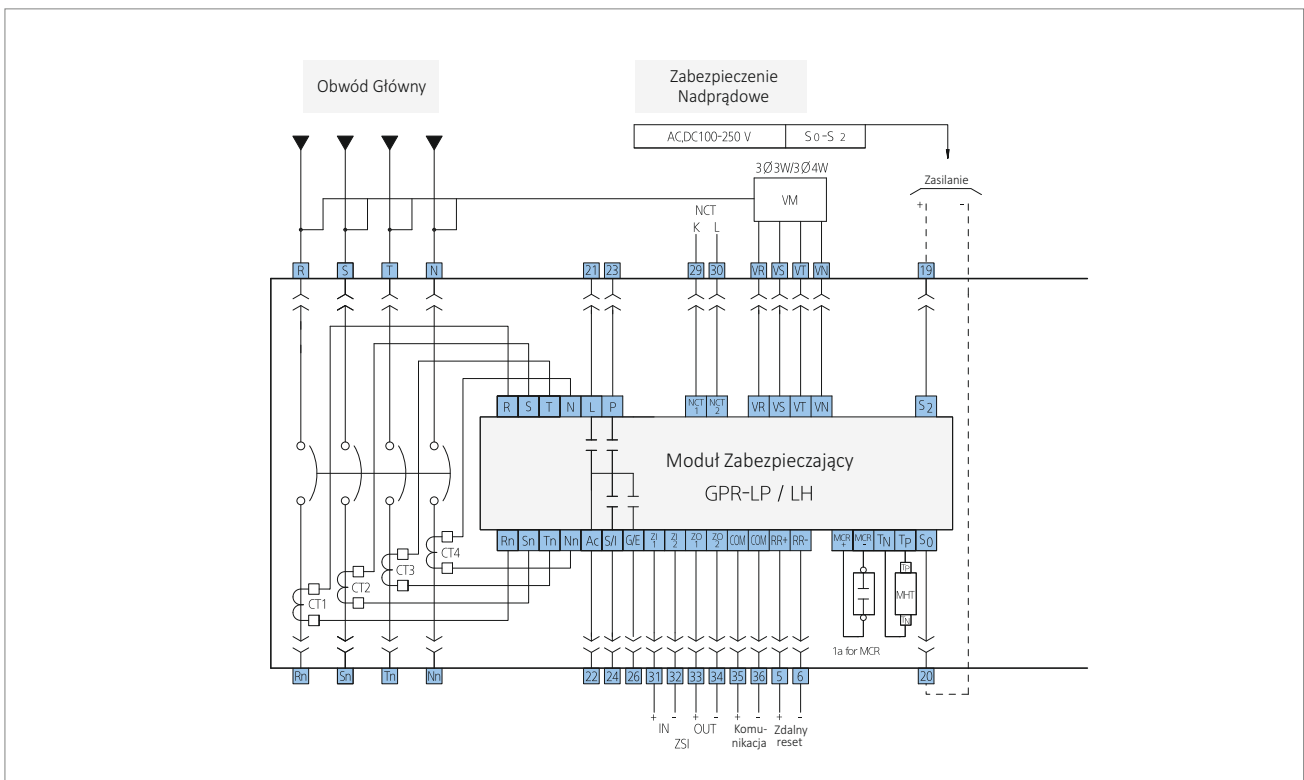 Obwód Główny
Zabezpieczenie
Nadprądowe
AC,DC100-250 V
S0-S 2
3Ø3W/3Ø4W
VM
Zasilanie
+ -
NCT
K L
R S T N 21 23 29 30 VR VS VT VN 19
R S T N L P NCT 1 NCT 2 VR VS VT VN S2
Moduł Zabezpieczający
GPR-LP / LH
Rn Sn Tn Nn Ac S/I G/E ZI 1 ZI 2 ZO 1 ZO 2 COM COM RR+ RR- MCR + MCR - TN TP S0
CT4
CT3
CT2
CT1
TP
MHT
TN
1a for MCR
Rn Sn Tn Nn 22 24 26 31 32 33 34 35 36 5 6 20
+ - + - + - + -
IN OUT
ZSI
Komu-
nikacja
Zdalny
reset